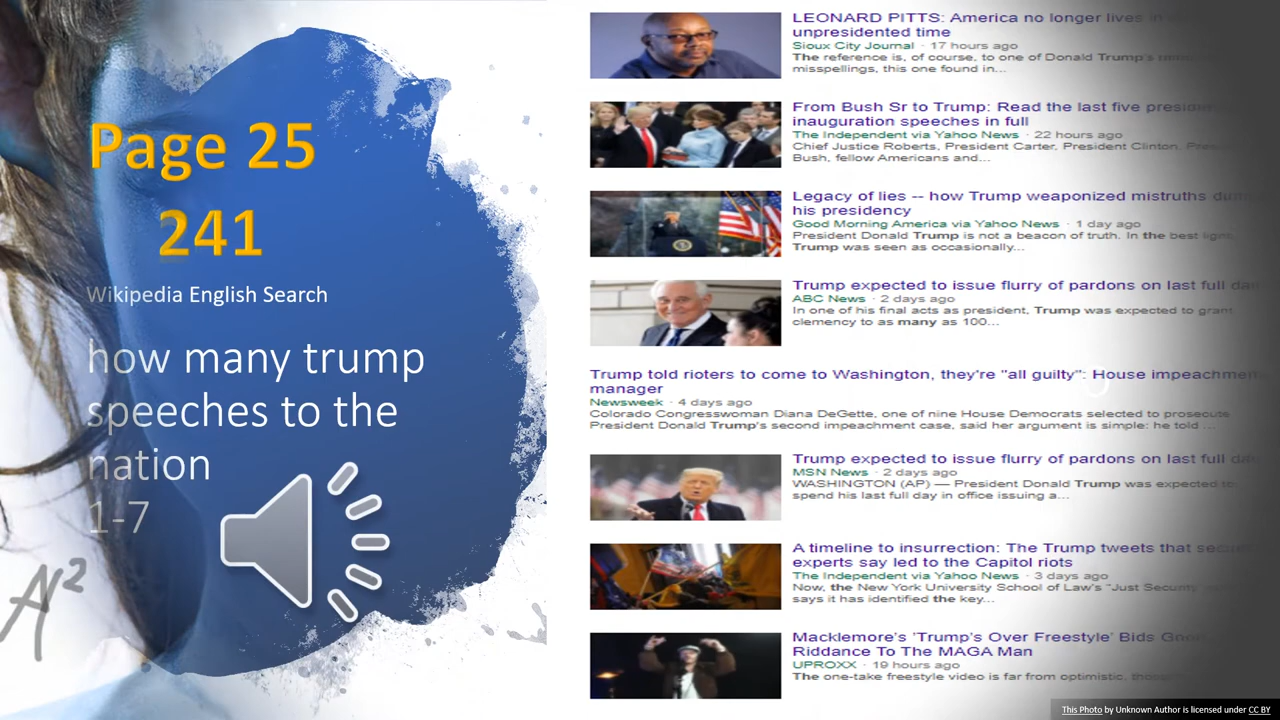 Page 25
241
Wikipedia English Search
how many trump
speeches to the
nation
1-7
A²
LEONARD PITTS: America no longer lives in
unpresidented time
Sioux City Journal · 17 hours ago
The reference is, of course, to one of Donald Trump's
misspellings, this one found in...
From Bush Sr to Trump: Read the last five
inauguration speeches in full
The Independent via Yahoo News · 22 hours ago
Chief Justice Roberts, President Carter, President Clinton,
Bush, fellow Americans and...
Legacy of lies -- how Trump weaponized mistruths
his presidency
Good Morning America via Yahoo News · 1 day ago
President Donald Trump is not a beacon of truth. In the best light,
Trump was seen as occasionally...
Trump expected to issue flurry of pardons on last full
ABC News · 2 days ago
In one of his final acts as president, Trump was expected to grant
clemency to as many as 100...
Trump told rioters to come to Washington, they're "all guilty": House
manager
Newsweek · 4 days ago
Colorado Congresswoman Diana DeGette, one of nine House Democrats selected to prosecute
President Donald Trump's second impeachment case, said her argument is simple: he told ...
Trump expected to issue flurry of pardons on last full
MSN News · 2 days ago
WASHINGTON (AP) — President Donald Trump was expected to
spend his last full day in office issuing a...
A timeline to insurrection: The Trump tweets that
experts say led to the Capitol riots
The Independent via Yahoo News · 3 days ago
Now, the New York University School of Law's "Just Security"
says it has identified the key...
Macklemore's 'Trump's Over Freestyle' Bids
Riddance To The MAGA Man
UPROXX · 19 hours ago
The one-take freestyle video is far from optimistic,
This Photo by Unknown Author is licensed under CC BY